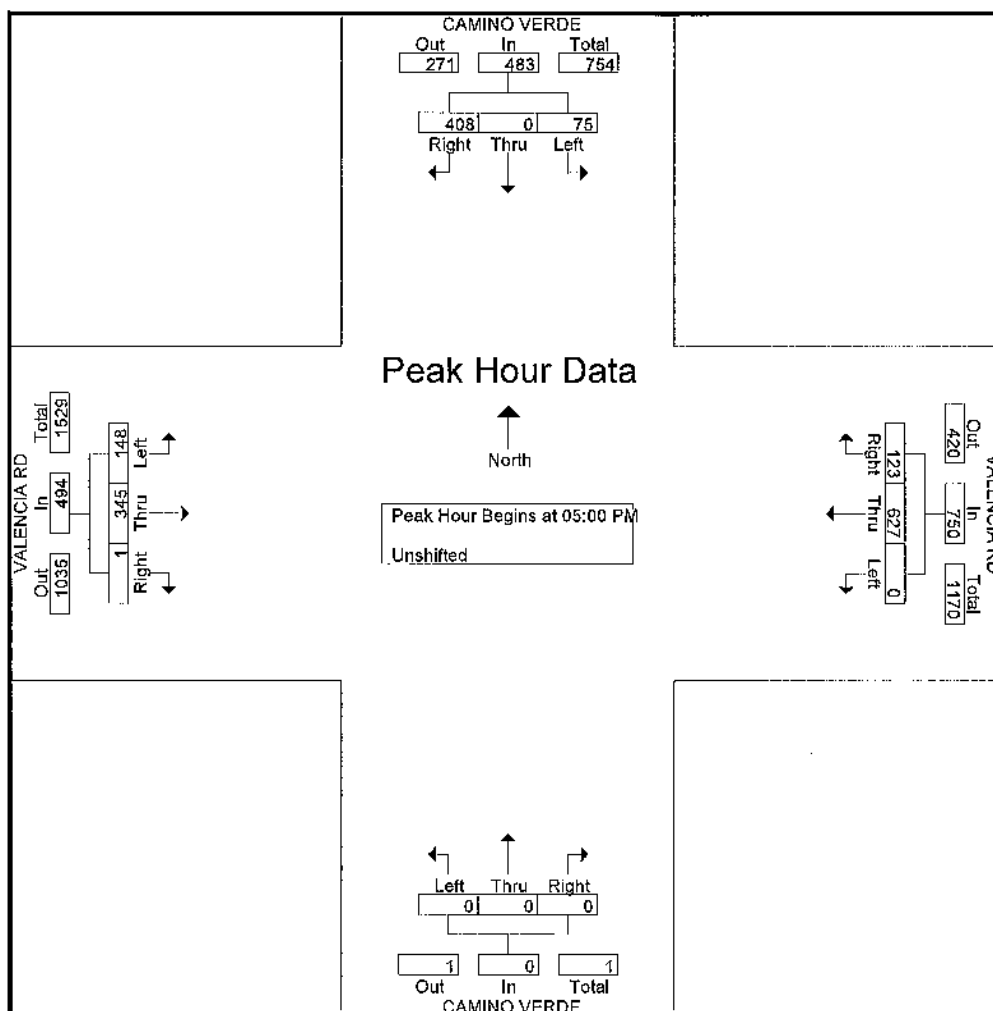 CAMINO VERDE
Out In Total
271 483 754
408 0 75
Right Thru Left
Peak Hour Data
North
Peak Hour Begins at 05:00 PM
Unshifted
VALENCIA RD
Out In Total
1035 494 1529
1 345 148
Right Thru Left
VALENCIA RD
Out In Total
420 750 1170
123 627 0
Right Thru Left
Left Thru Right
0 0 0
1 0 1
Out In Total
CAMINO VERDE